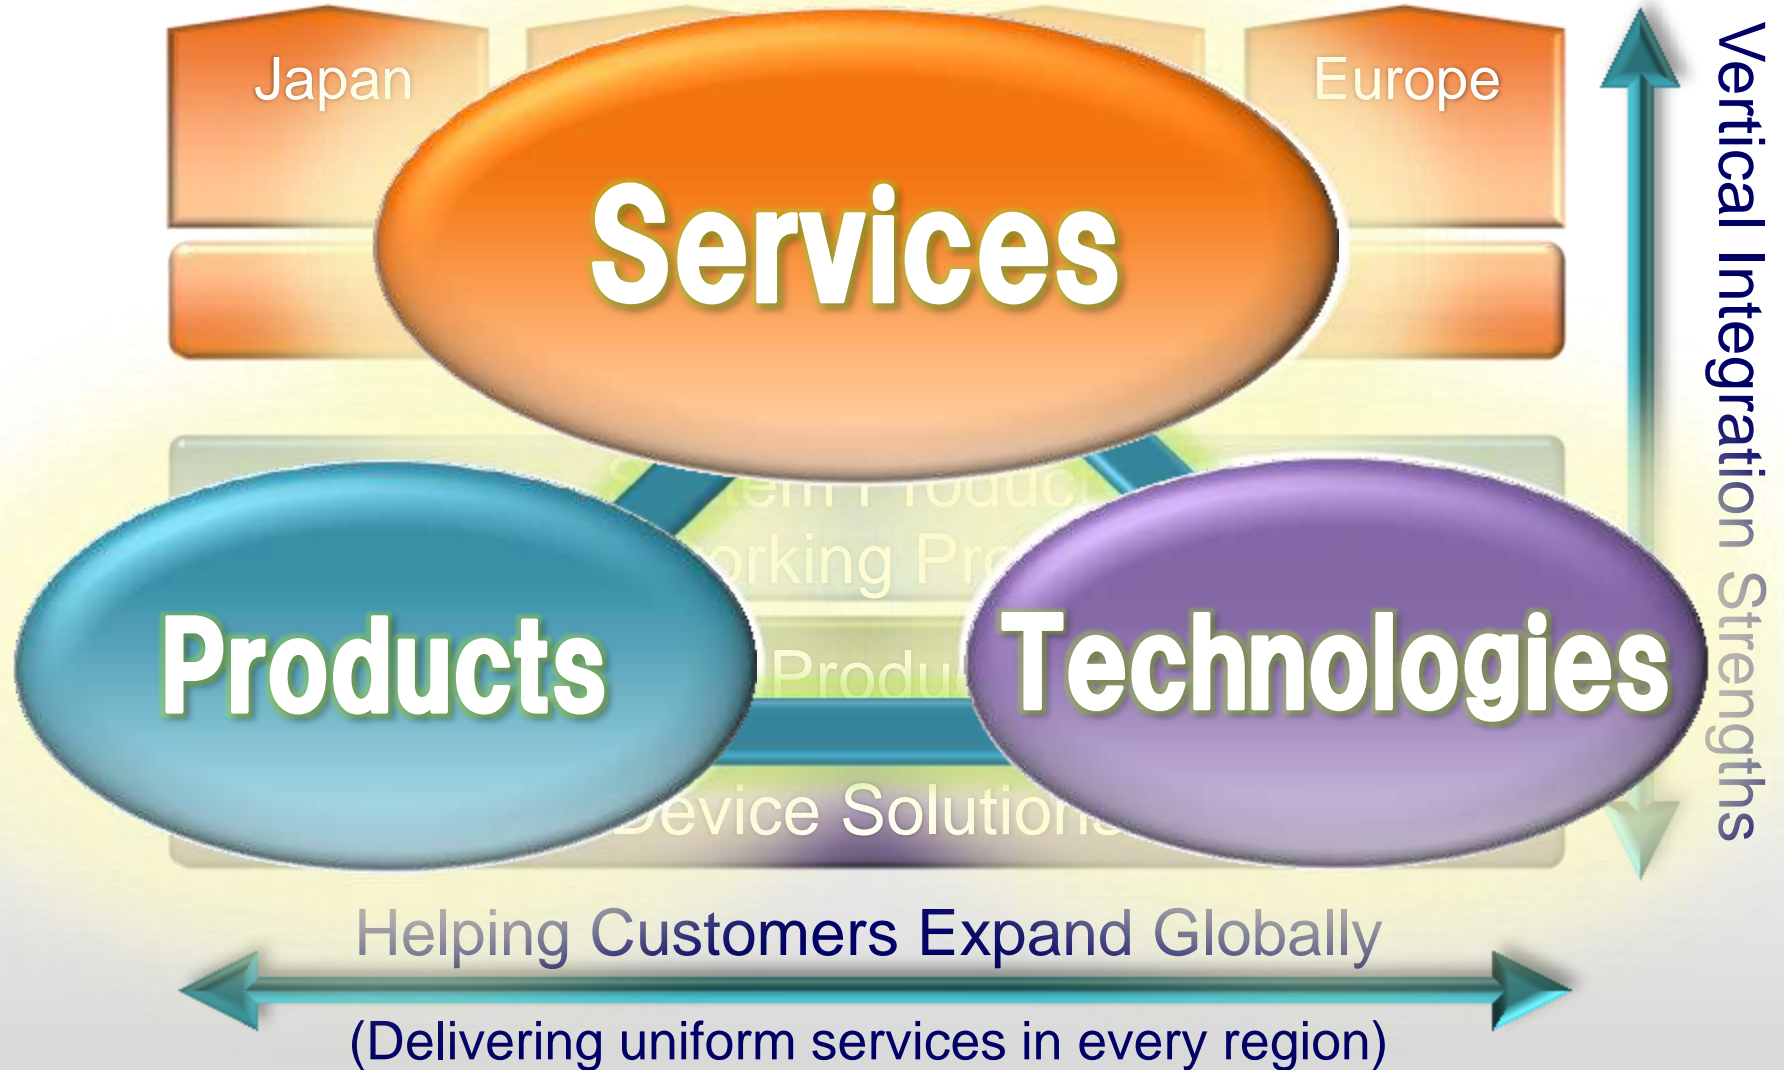 Japan
Europe
Services
Products
Technologies
Device Solutions
Vertical Integration Strengths
Helping Customers Expand Globally
(Delivering uniform services in every region)